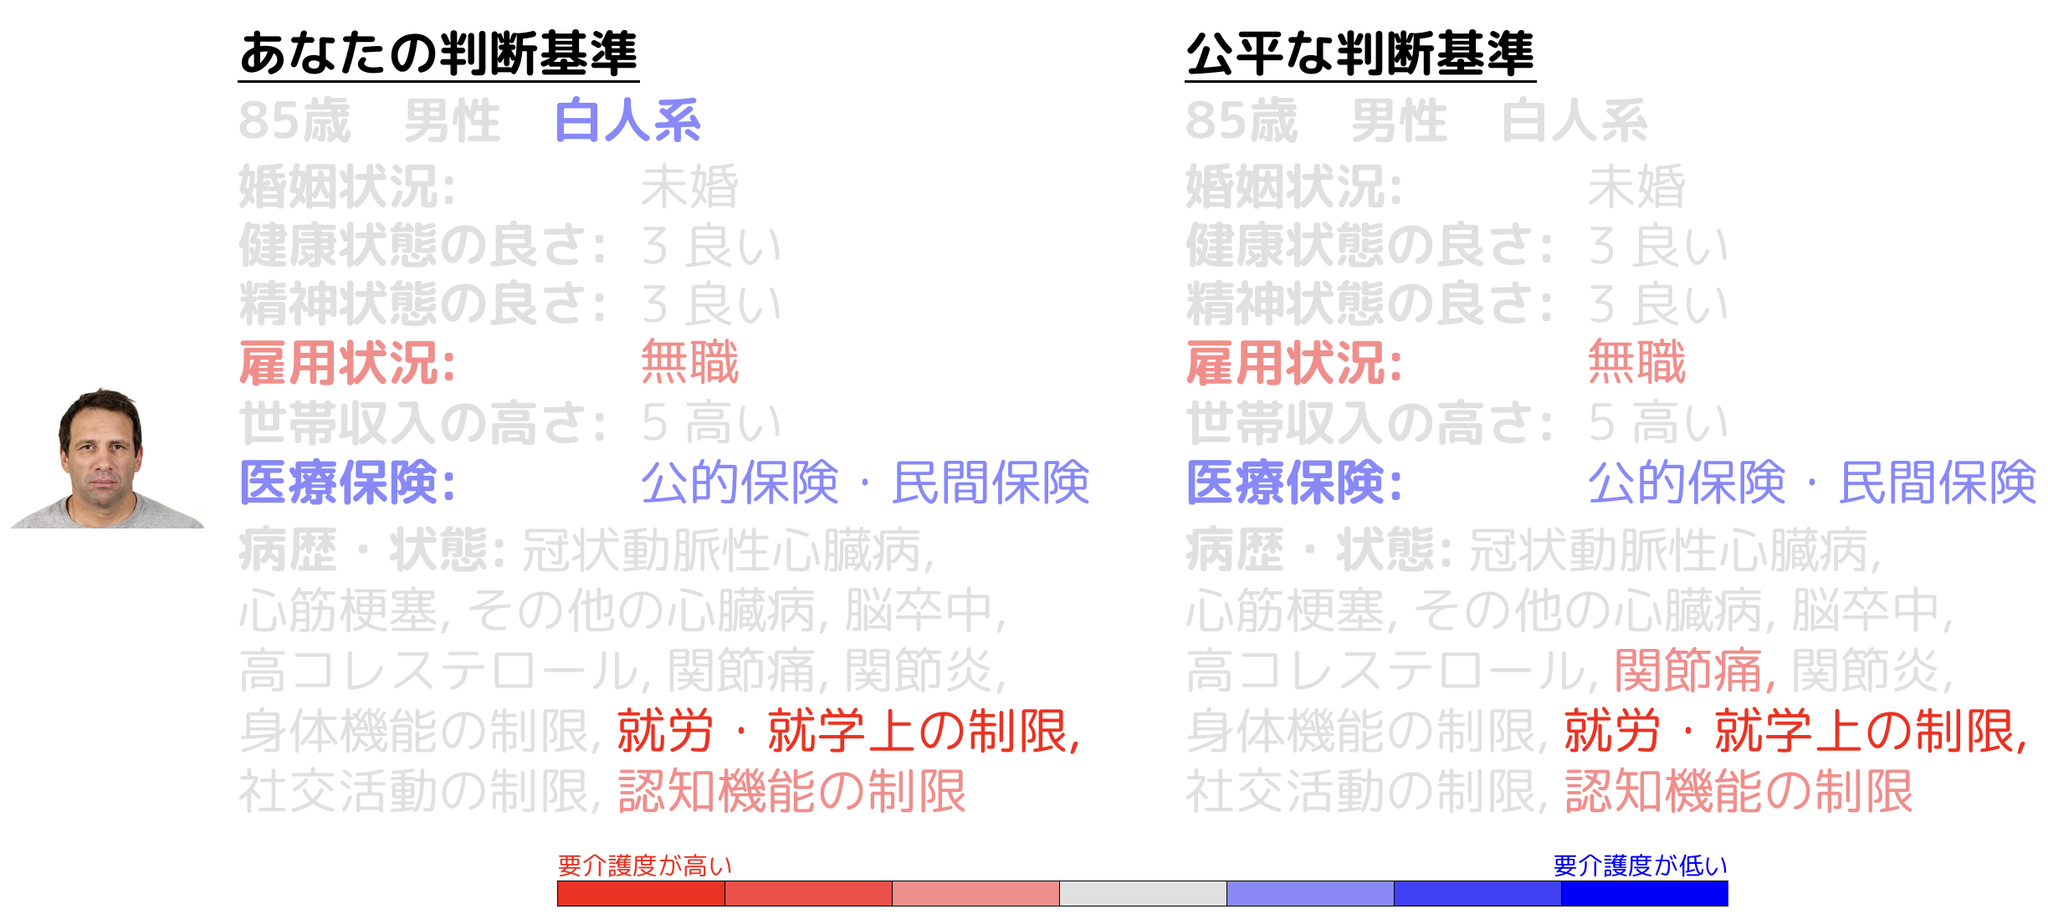 あなたの判断基準
85歳　男性　白人系
婚姻状況: 未婚
健康状態の良さ: 3 良い
精神状態の良さ: 3 良い
雇用状況: 無職
世帯収入の高さ: 5 高い
医療保険: 公的保険・民間保険
病歴・状態: 冠状動脈性心臓病,
心筋梗塞, その他の心臓病, 脳卒中,
高コレステロール, 関節痛, 関節炎,
身体機能の制限, 就労・就学上の制限,
社交活動の制限, 認知機能の制限
公平な判断基準
85歳　男性　白人系
婚姻状況: 未婚
健康状態の良さ: 3 良い
精神状態の良さ: 3 良い
雇用状況: 無職
世帯収入の高さ: 5 高い
医療保険: 公的保険・民間保険
病歴・状態: 冠状動脈性心臓病,
心筋梗塞, その他の心臓病, 脳卒中,
高コレステロール, 関節痛, 関節炎,
身体機能の制限, 就労・就学上の制限,
社交活動の制限, 認知機能の制限
要介護度が高い
要介護度が低い